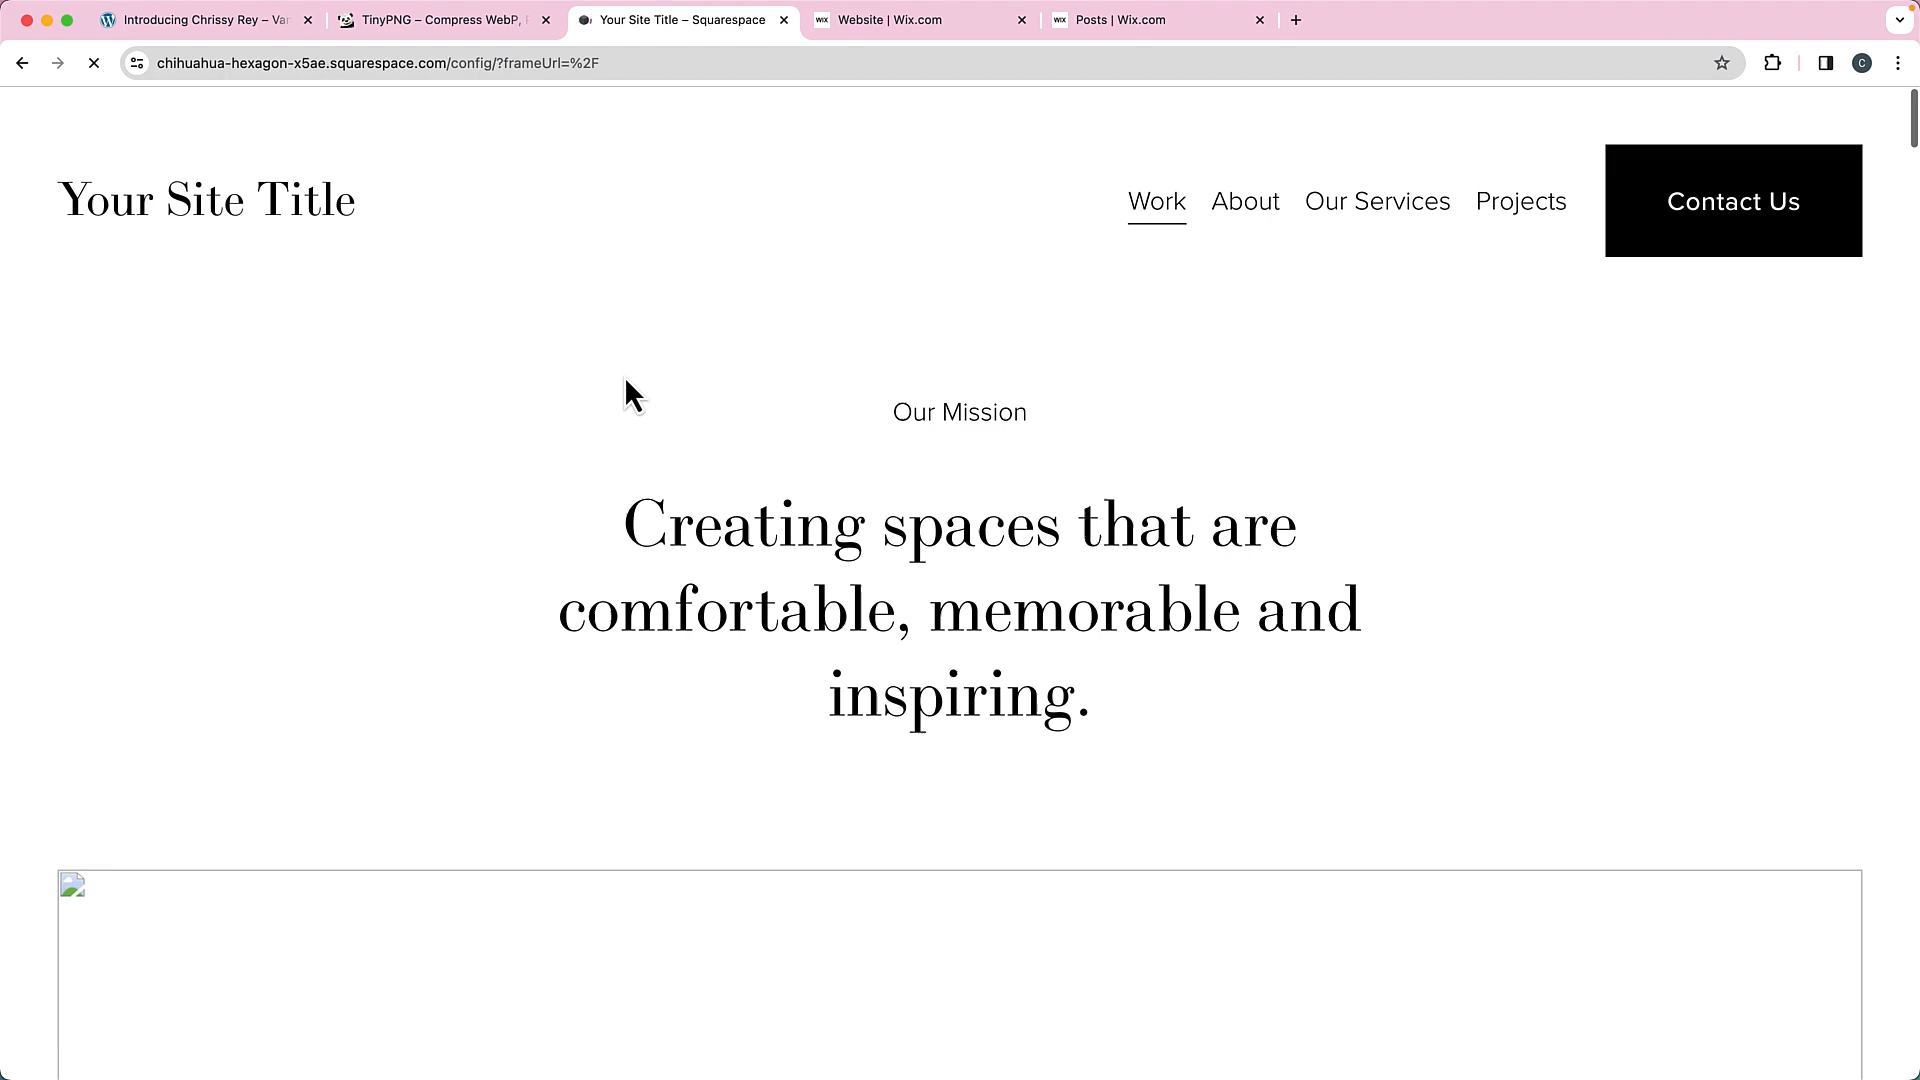 Introducing Chrissy Rey – Var
TinyPNG – Compress WebP,
Your Site Title – Squarespace
WIX
Website | Wix.com
WIX
Posts | Wix.com
chihuahua-hexagon-x5ae.squarespace.com/config/?frameUrl=%2F
C
Your Site Title
Work
About
Our Services
Projects
Contact Us
Our Mission
Creating spaces that are
comfortable, memorable and
inspiring.